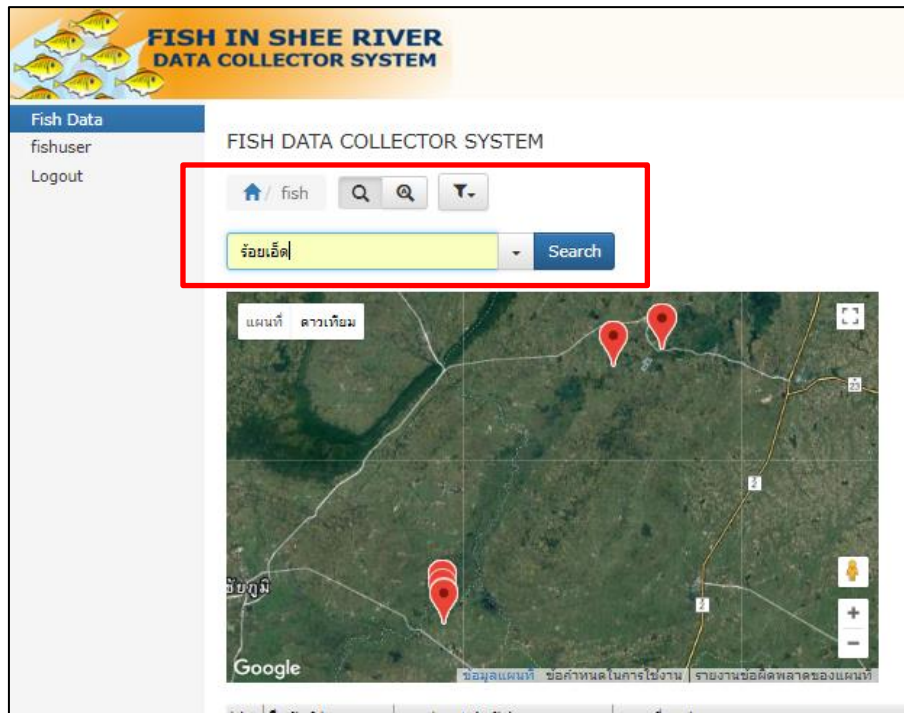 FISH IN SHEE RIVER
DATA COLLECTOR SYSTEM
Fish Data
fishuser
Logout
FISH DATA COLLECTOR SYSTEM
/ fish
ร้อยเอ็ด
Search
แผนที่ ดาวเทียม
23
2
ชัยภูมิ
2
Google
ข้อมูลแผนที่ ข้อกำหนดในการใช้งาน รายงานข้อผิดพลาดของแผนที่